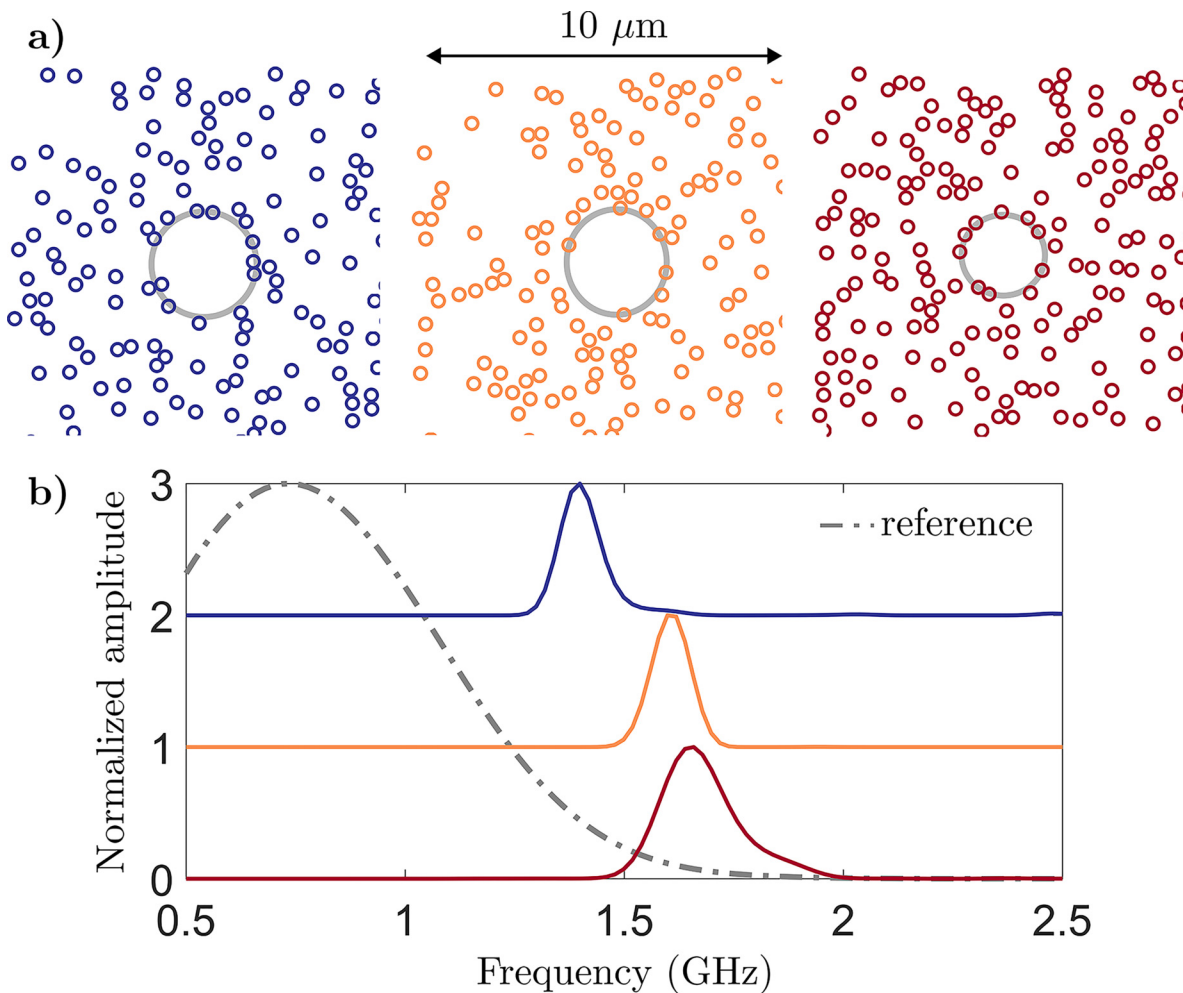 a)
10 μm
b)
Normalized amplitude
3
2
1
0
reference
0.5
1
1.5
2
2.5
Frequency (GHz)